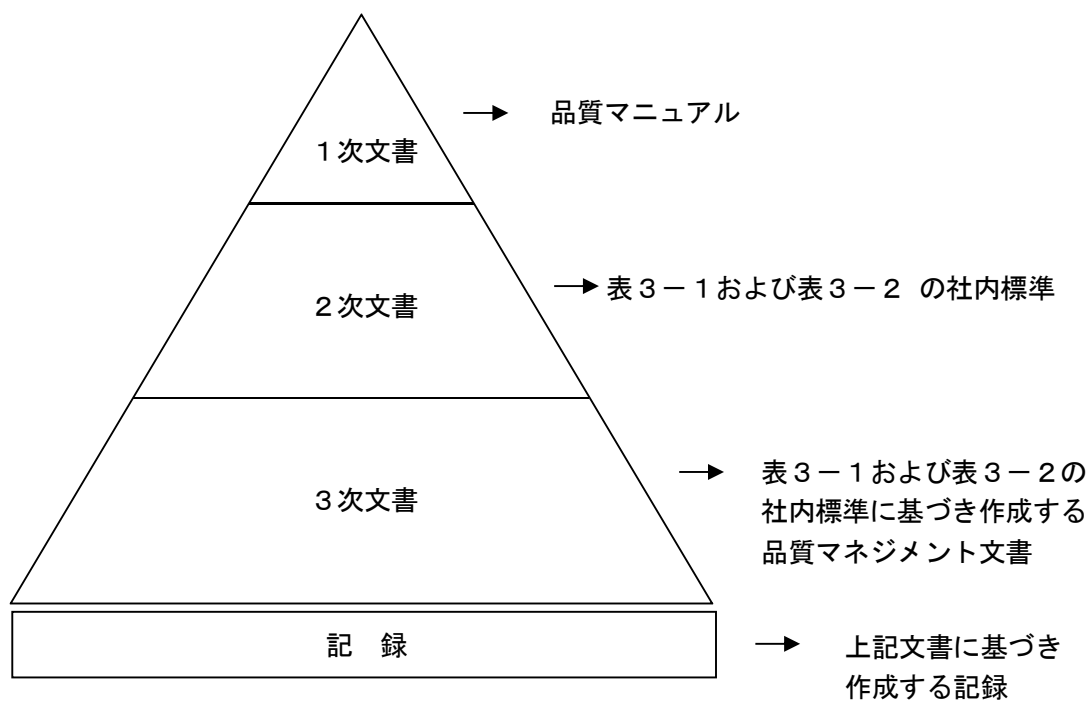 品質マニュアル
１次文書
表３－１および表３－２ の社内標準
２次文書
表３－１および表３－２の
社内標準に基づき作成する
品質マネジメント文書
３次文書
記　録
上記文書に基づき
作成する記録